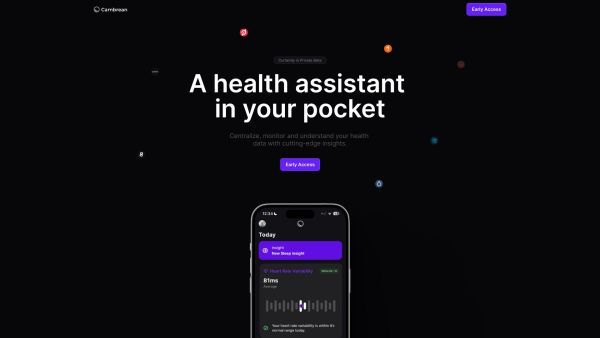 Cambrean
Early Access
Currently in Private Beta
A health assistant
in your pocket
Centralize, monitor and understand your health
data with cutting-edge insights.
Early Access
12:34
Today
Insight
New Sleep Insight
Heart Rate Variability
81ms
Average
Your heart rate variability is within it's
normal range today.